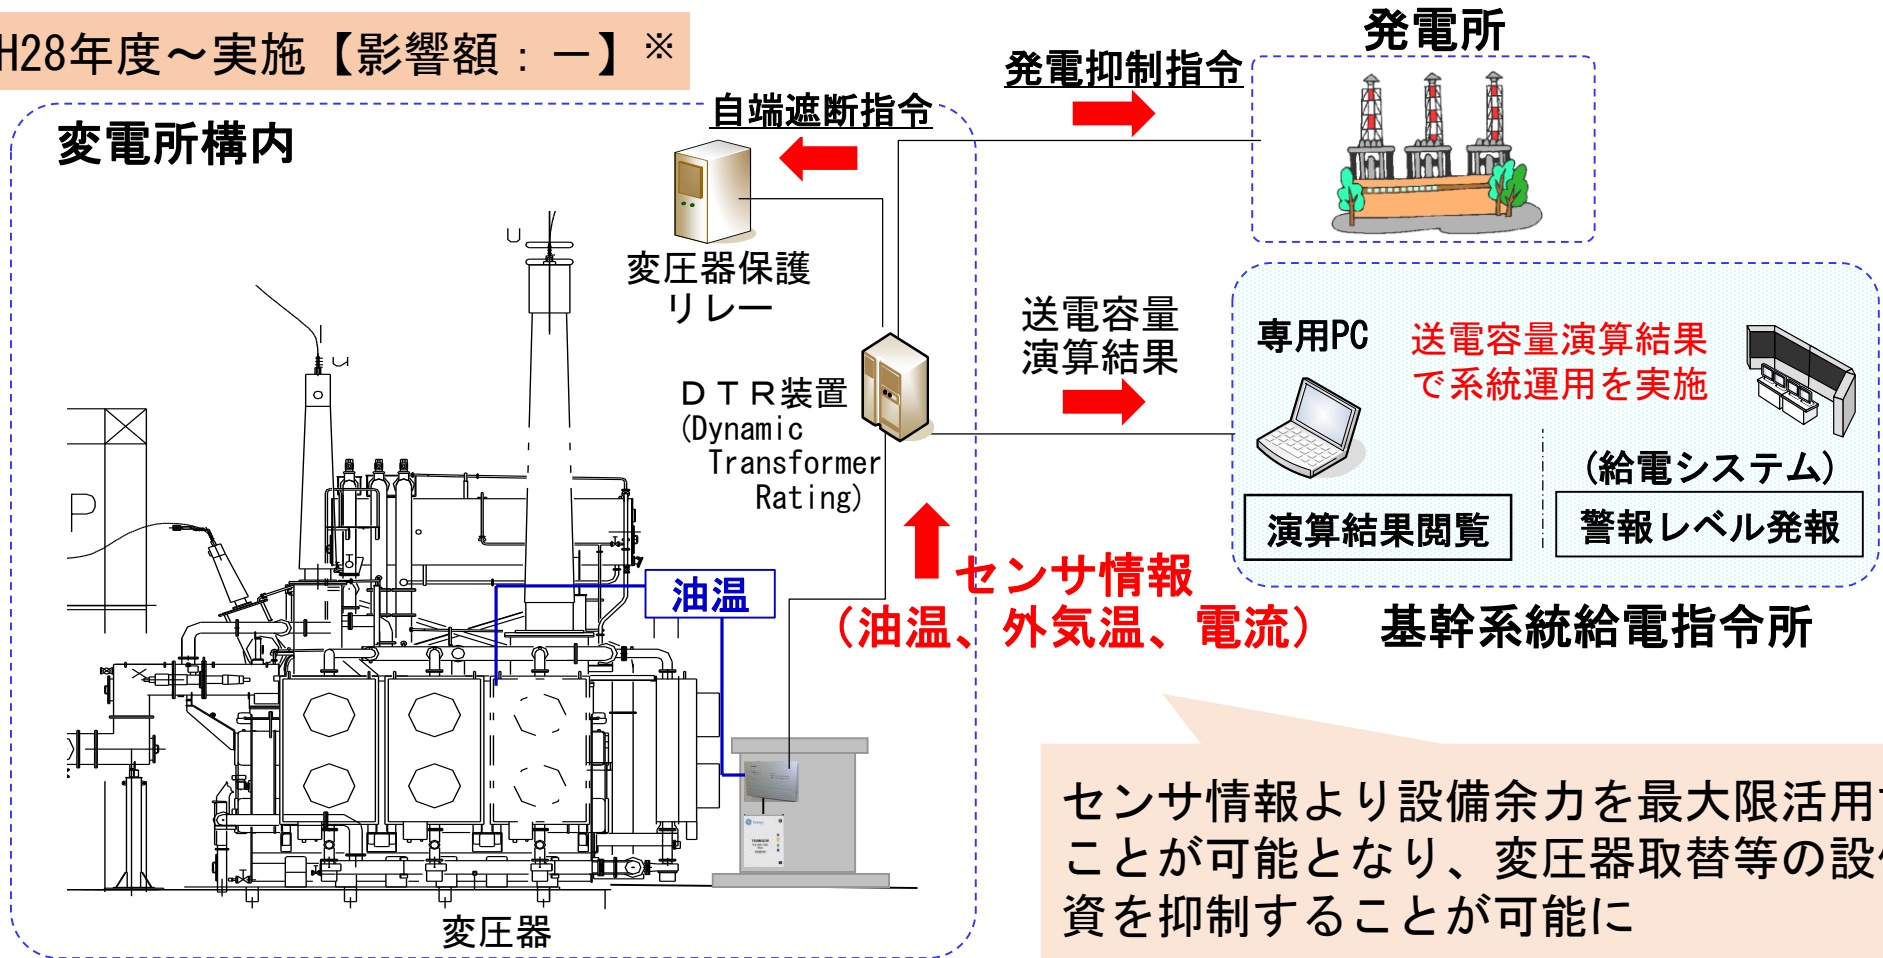 H28年度～実施【影響額：－】※
発電所
発電抑制指令
自端遮断指令
変電所構内
変圧器保護
リレー
送電容量
演算結果
専用PC
送電容量演算結果
で系統運用を実施
ＤＴＲ装置
(Dynamic
Transformer
Rating)
(給電システム)
演算結果閲覧
警報レベル発報
P
油温
センサ情報
（油温、外気温、電流）
基幹系統給電指令所
センサ情報より設備余力を最大限活用
ことが可能となり、変圧器取替等の設
資を抑制することが可能に
変圧器